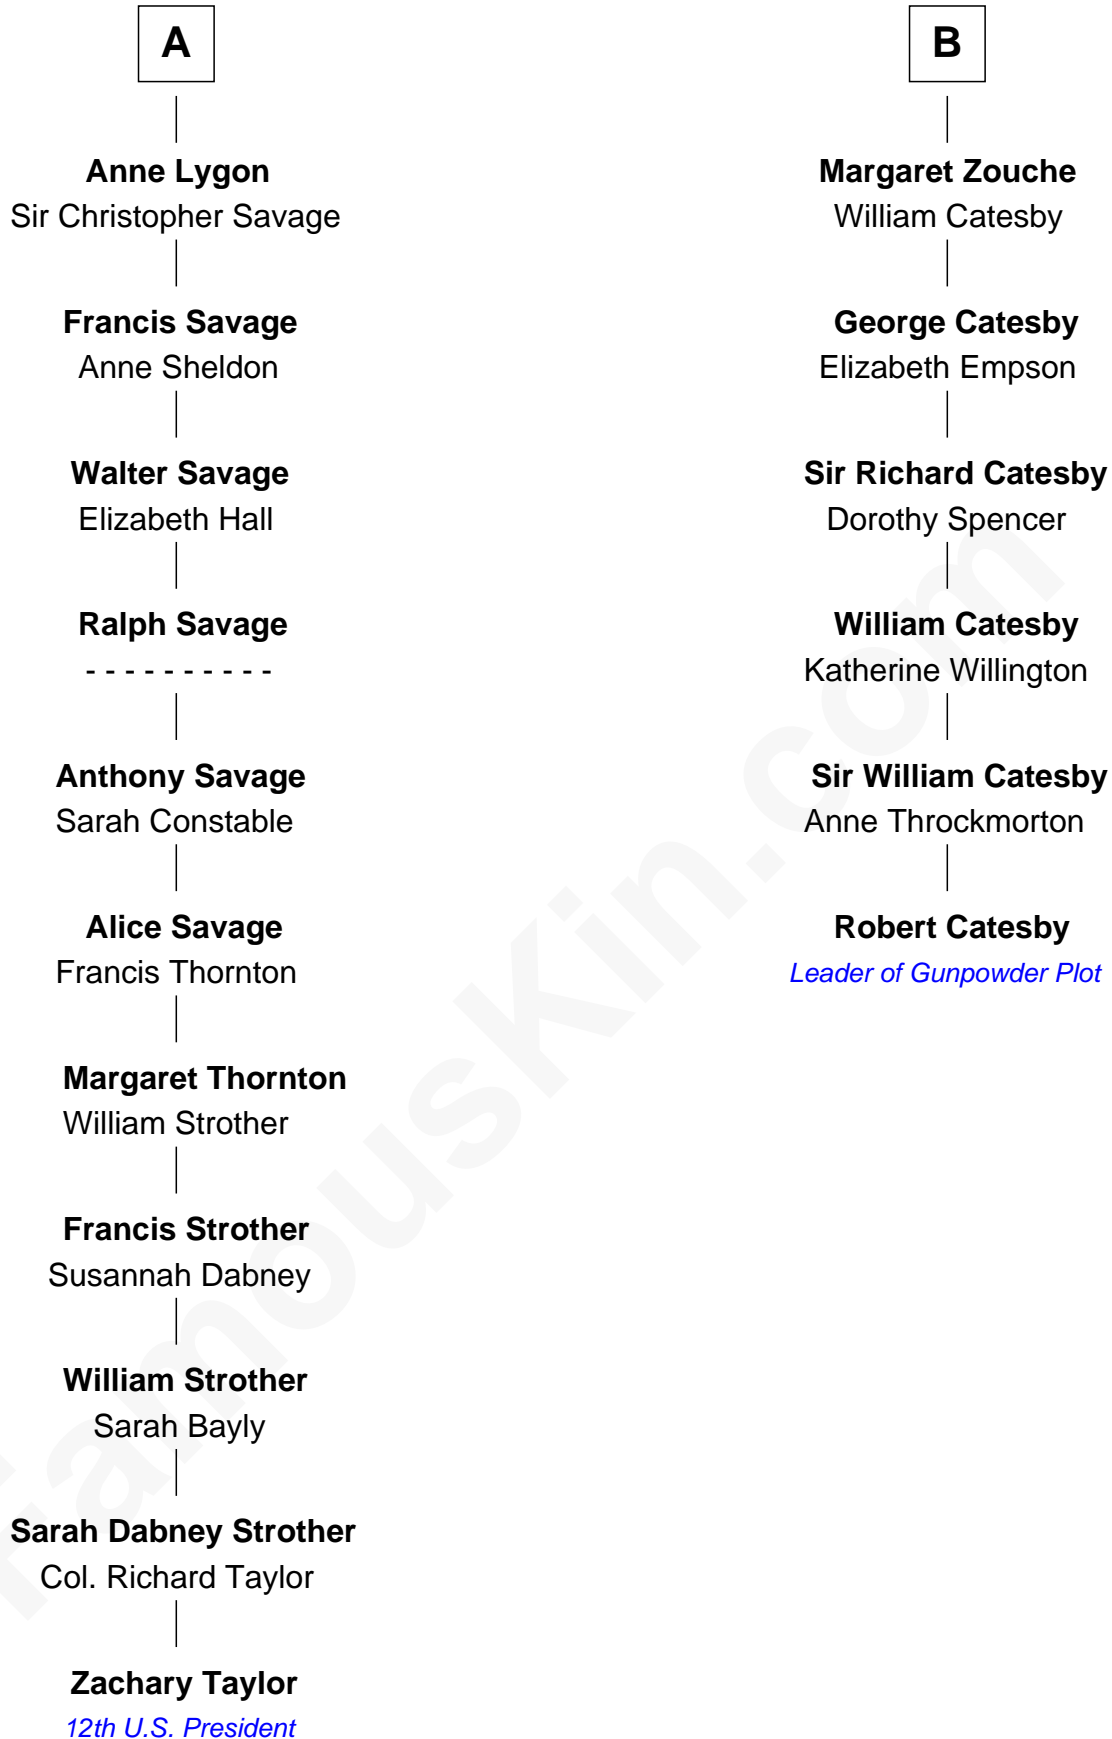 A
Anne Lygon
Sir Christopher Savage
Francis Savage
Anne Sheldon
Walter Savage
Elizabeth Hall
Ralph Savage
- - - - - - - - - -
Anthony Savage
Sarah Constable
Alice Savage
Francis Thornton
Margaret Thornton
William Strother
Francis Strother
Susannah Dabney
William Strother
Sarah Bayly
Sarah Dabney Strother
Col. Richard Taylor
Zachary Taylor
12th U.S. President
B
Margaret Zouche
William Catesby
George Catesby
Elizabeth Empson
Sir Richard Catesby
Dorothy Spencer
William Catesby
Katherine Willington
Sir William Catesby
Anne Throckmorton
Robert Catesby
Leader of Gunpowder Plot
famouskin.com